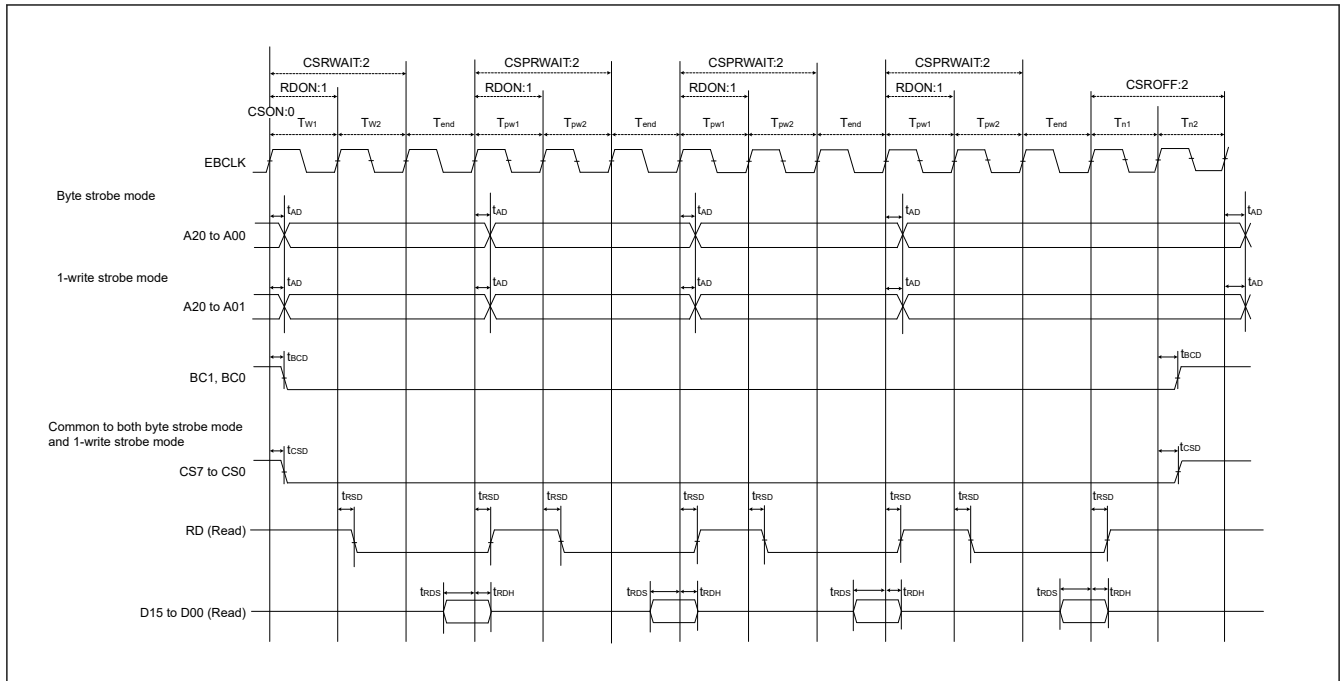 CSRWAIT:2 CSPRWAIT:2 CSPRWAIT:2 CSPRWAIT:2
CSROFF:2
RDON:1 RDON:1 RDON:1 RDON:1
CSON:0
TW1 TW2 Tend Tpw1 Tpw2 Tend Tpw1 Tpw2 Tend Tpw1 Tpw2 Tend Tn1 Tn2
EBCLK
Byte strobe mode
tAD tAD tAD tAD tAD
A20 to A00
1-write strobe mode
tAD tAD tAD tAD tAD
A20 to A01
tBCD tBCD
BC1, BC0
Common to both byte strobe mode
and 1-write strobe mode
tCSD tCSD
CS7 to CS0
tRSD tRSD tRSD tRSD tRSD tRSD tRSD tRSD
RD (Read)
tRDS tRDH tRDS tRDH tRDS tRDH tRDS tRDH
D15 to D00 (Read)